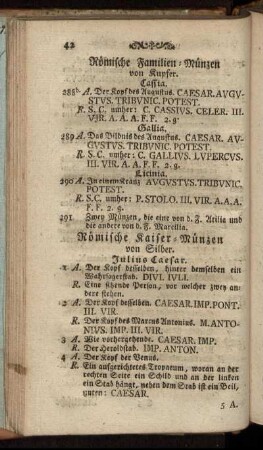 42
Römische Familien-Münzen
von Kupfer.
Cassia.
288b. A. Der Kopf des Augustus. CAESAR. AVGV
STVS. TRIBVNIC. POTEST.
R. S. C. umher: C. CASSIVS. CELER. III.
VIR. A. A. A. F. F. 2. g.
Gallia.
289 A. Das Bildnis des Augustus. CAESAR. AV-
GVSTVS. TRIBVNIC. POTEST.
R. S. C. umher: C. GALLIVS. LVPERCVS.
III. VIR. A. A. F. F. 2. g.
Licinia.
290 A. In einem Kranz AVGVSTVS. TRIBVNIC.
POTEST.
R. S. C. umher: P. STOLO. III. VIR. A. A. A.
F. F. 2. g.
291 Zwey Münzen, die eine von d. F. Atilia und
die andere von d. F. Marcilia.
Römische Kaiser-Münzen
von Silber.
Julius Caesar.
1 A. Der Kopf desselben, hinter demselben ein
Wahrsagerstab. DIVI. IVLI.
R. Eine sitzende Person, vor welcher zwey an-
dere stehen.
2 A. Der Kopf desselben. CAESAR. IMP. PONT.
III. VIR.
R. Der Kopf des Marcus Antonius. M. ANTO-
NIVS. IMP. III. VIR.
3 A. Wie vorhergehende. CAESAR. IMP.
R. Der Heroldstab. IMP. ANTON.
4 A. Der Kopf der Venus.
R. Ein aufgerichtetes Tropaeum, woran an der
rechten Seite ein Schild und an der linken
ein Stab hängt, neben dem Stab ist ein Beil,
unten: CAESAR.
5 A.